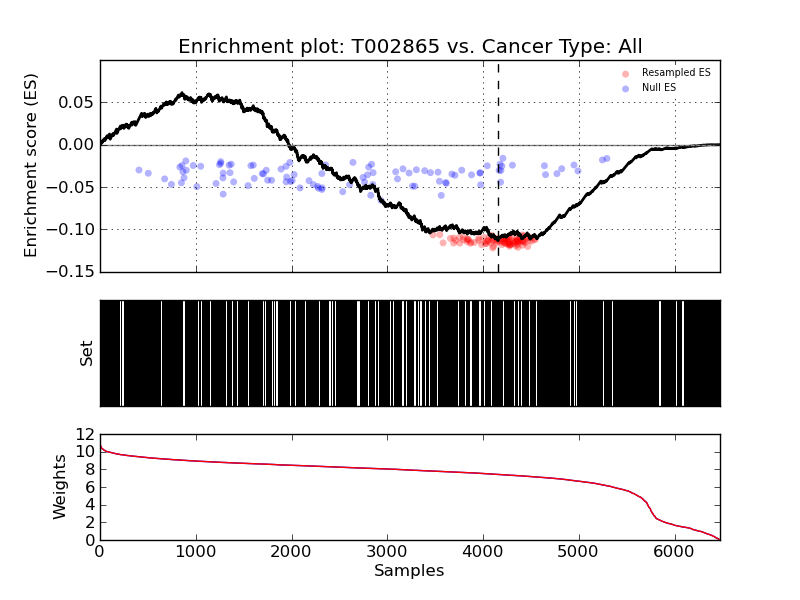 Enrichment plot: T002865 vs. Cancer Type: All
Enrichment score (ES)
0.05
0.00
−0.05
−0.10
−0.15
Resampled ES
Null ES
Set
Weights
12
10
8
6
4
2
0
0 1000 2000 3000 4000 5000 6000
Samples